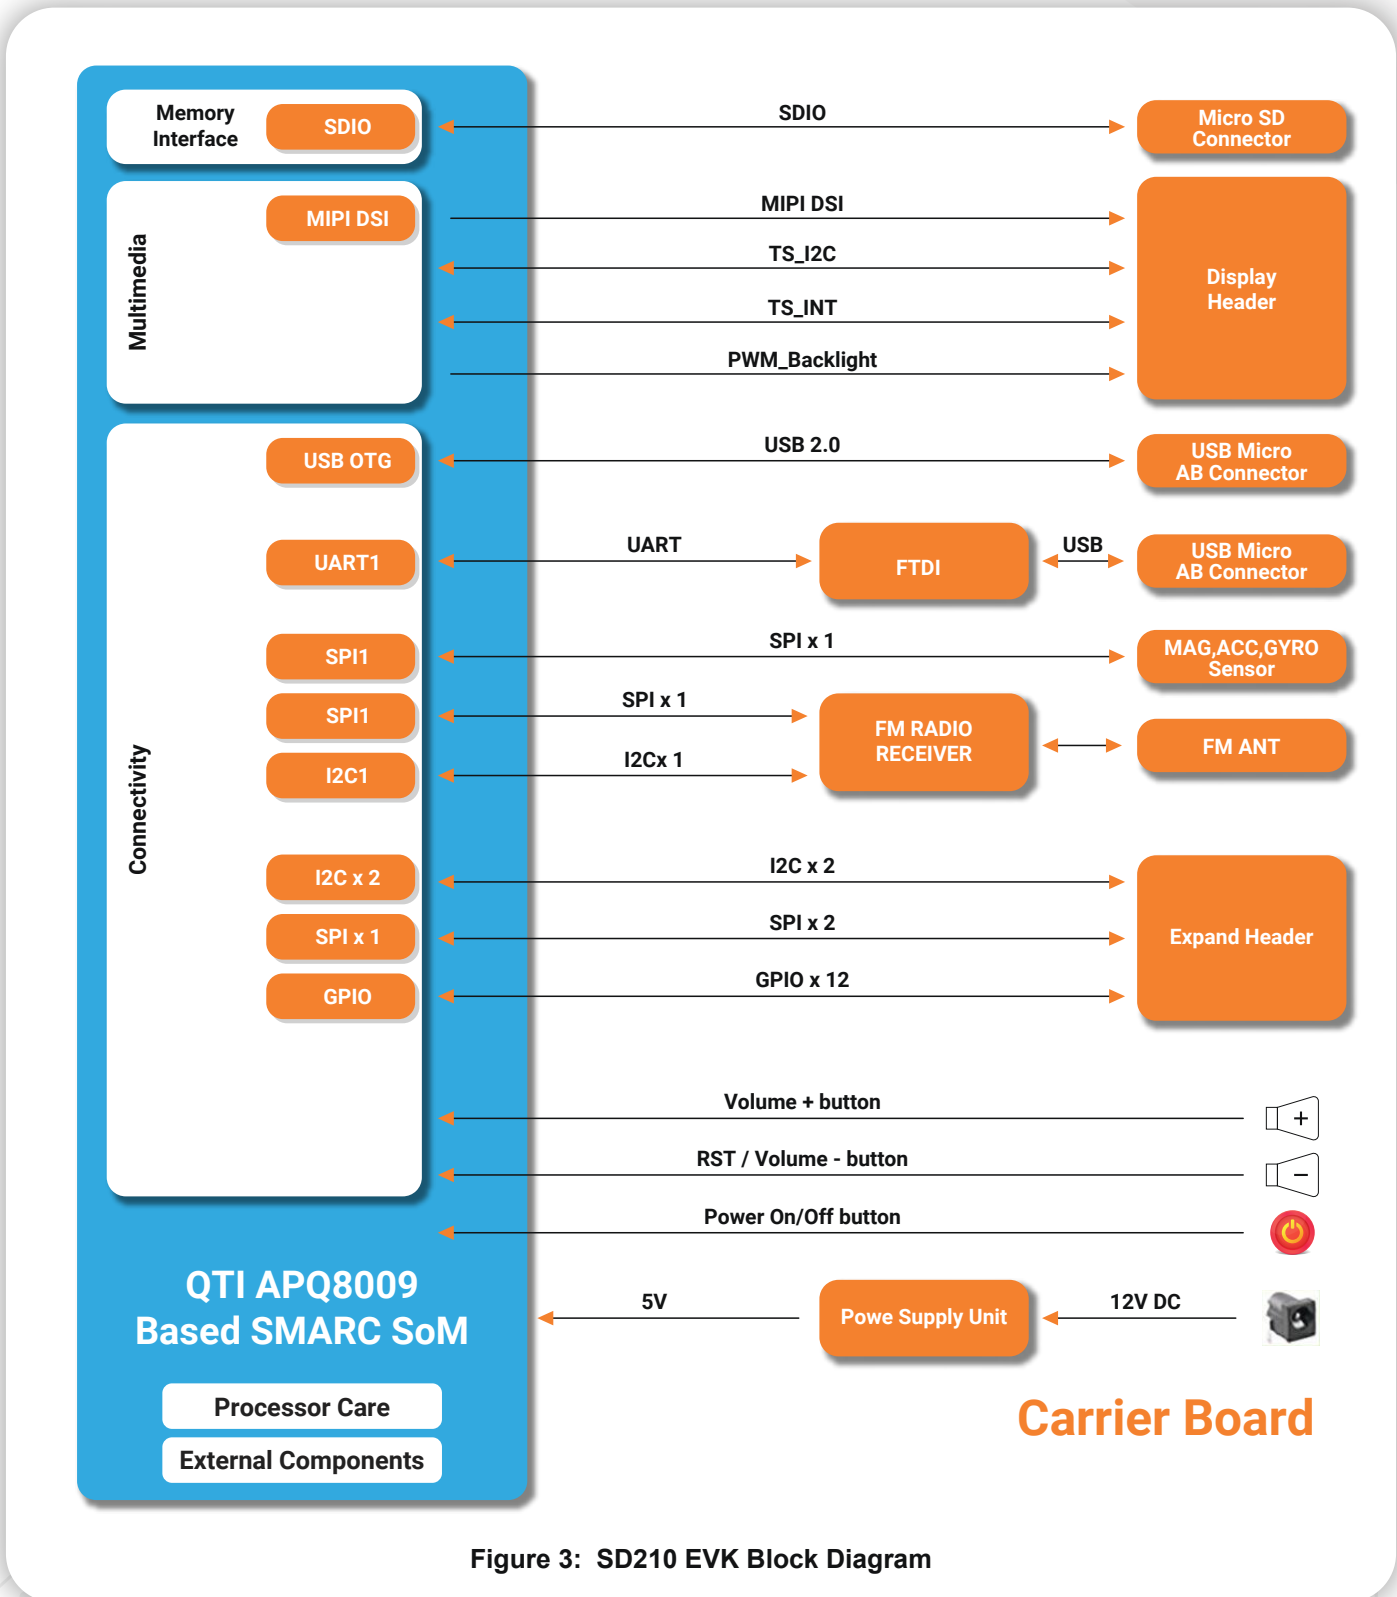 Memory
Interface
SDIO
SDIO
Micro SD
Connector
Multimedia
MIPI DSI
MIPI DSI
TS_I2C
TS_INT
PWM_Backlight
Display
Header
Connectivity
USB OTG
USB 2.0
USB Micro
AB Connector
UART1
UART
FTDI
USB
USB Micro
AB Connector
SPI1
SPI x 1
MAG,ACC,GYRO
Sensor
SPI1
SPI x 1
I2C1
I2Cx 1
FM RADIO
RECEIVER
FM ANT
I2C x 2
I2C x 2
SPI x 1
SPI x 2
GPIO
GPIO x 12
Expand Header
Volume + button
+
RST / Volume - button
-
Power On/Off button
QTI APQ8009
Based SMARC SoM
5V
Powe Supply Unit
12V DC
Processor Care
External Components
Carrier Board
Figure 3: SD210 EVK Block Diagram